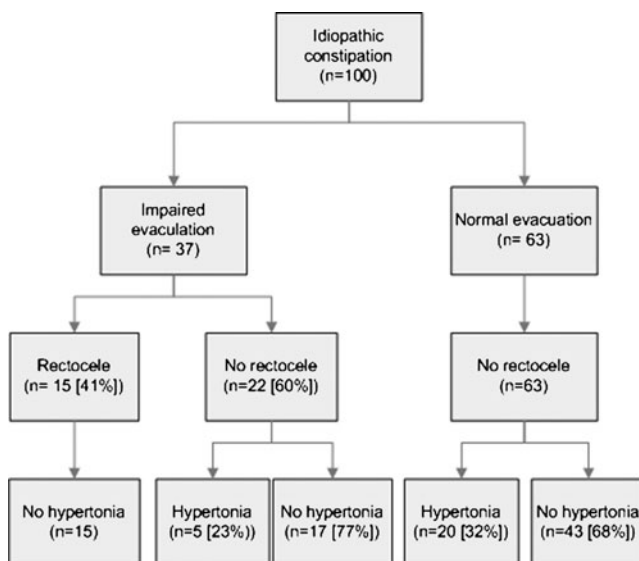 Idiopathic
constipation
(n=100)
Impaired
evaculation
(n= 37)
Normal evacuation
(n= 63)
Rectocele
(n= 15 [41%])
No rectocele
(n=22 [60%])
No rectocele
(n=63)
No hypertonia
(n=15)
Hypertonia
(n=5 [23%))
No hypertonia
(n=17 [77%]
Hypertonia
(n=20 [32%])
No hypertonia
(n=43 [68%])